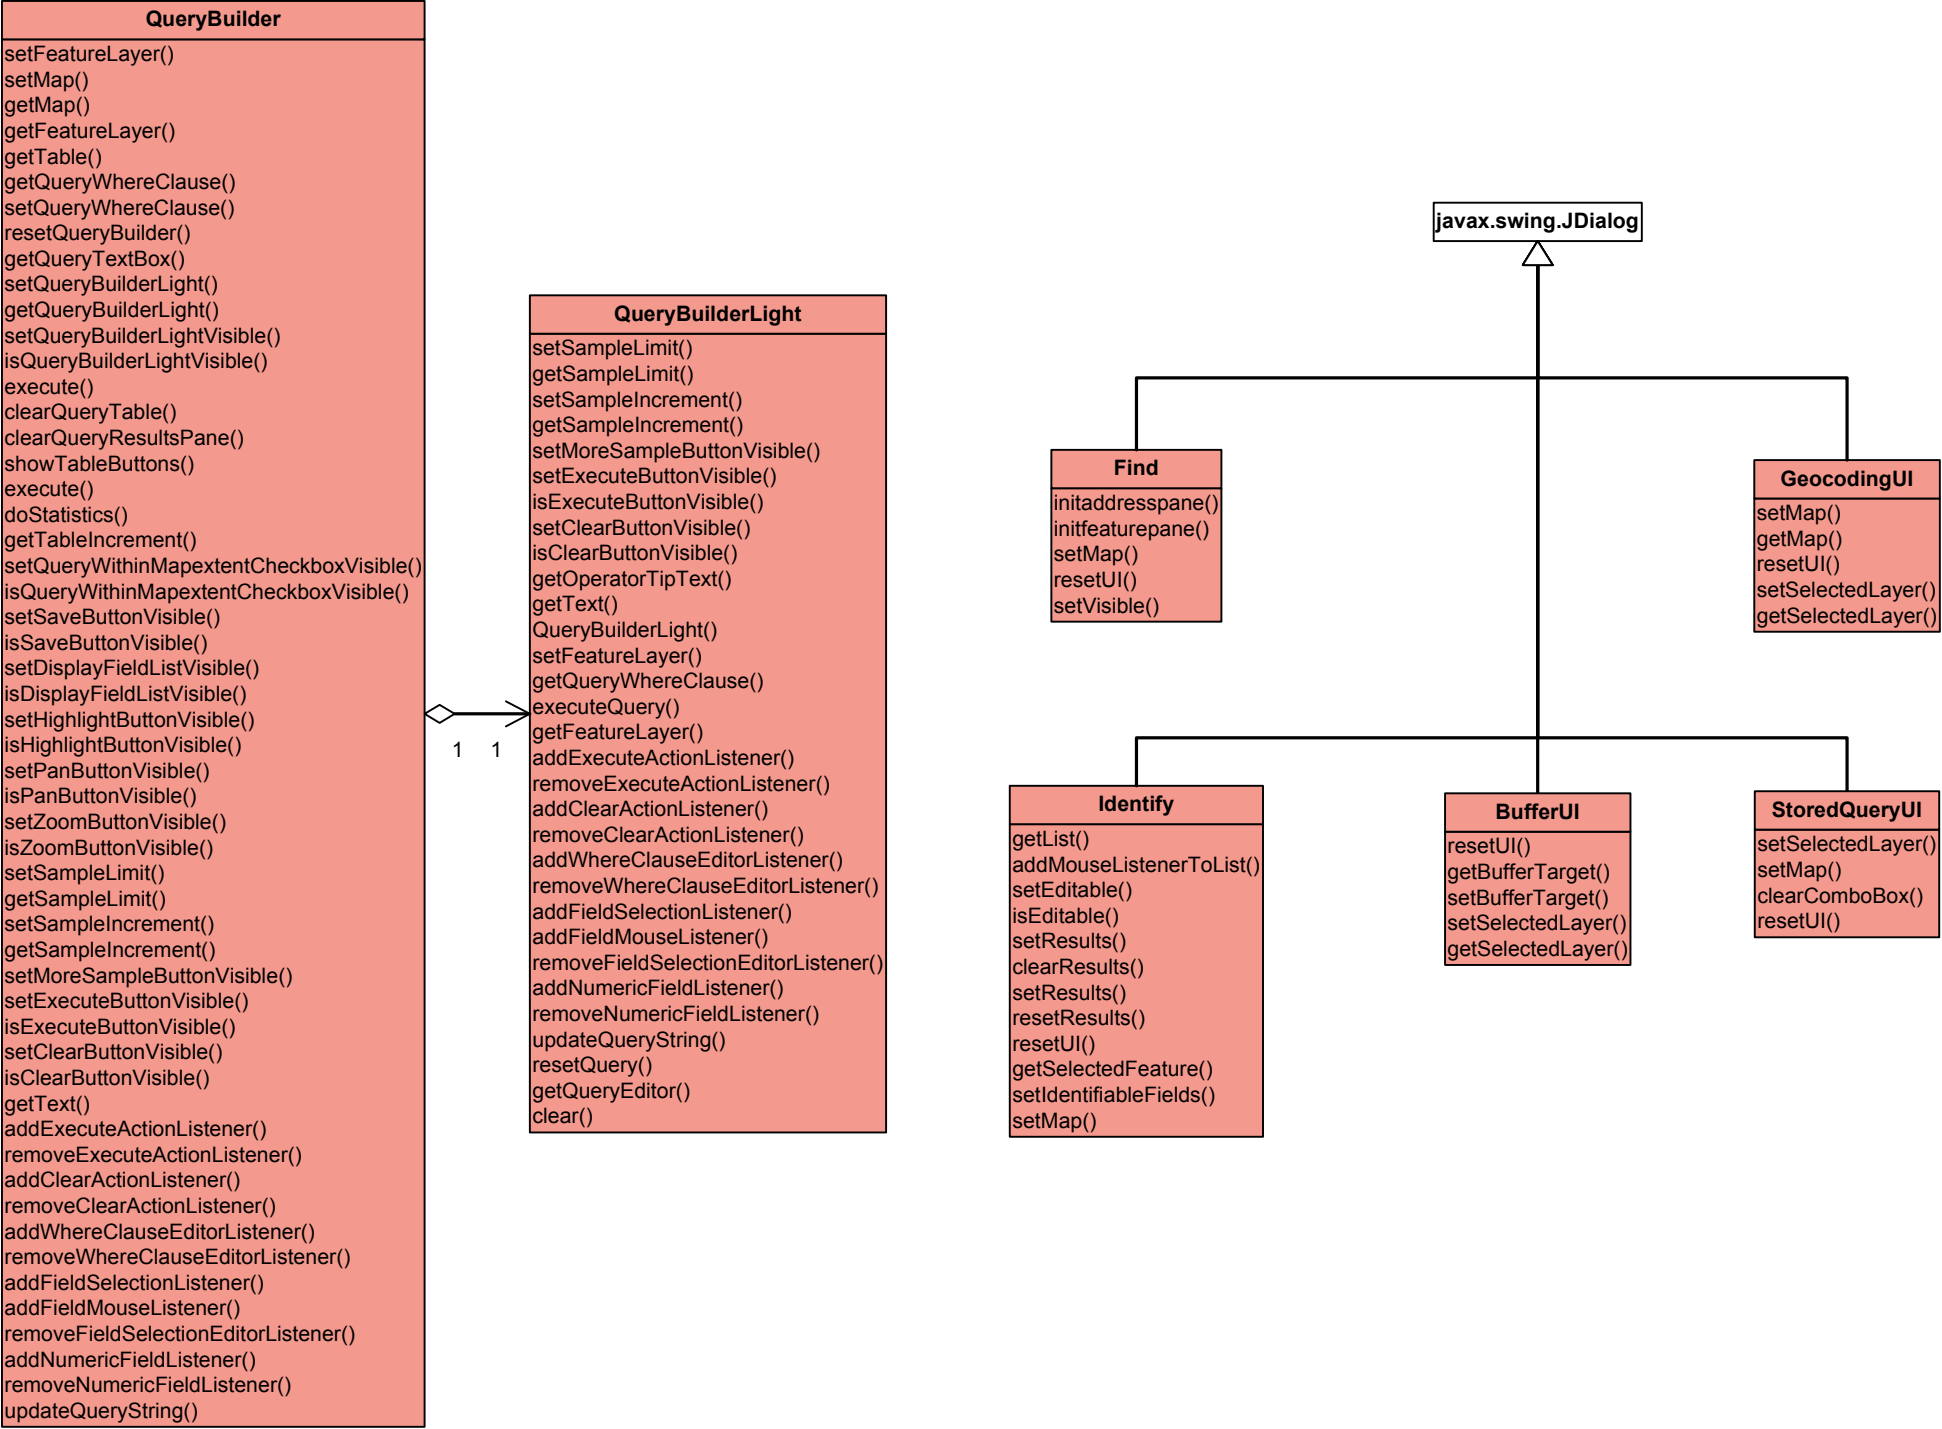 QueryBuilder
setFeatureLayer()
setMap()
getMap()
getFeatureLayer()
getTable()
getQueryWhereClause()
setQueryWhereClause()
resetQueryBuilder()
getQueryTextBox()
setQueryBuilderLight()
getQueryBuilderLight()
setQueryBuilderLightVisible()
isQueryBuilderLightVisible()
execute()
clearQueryTable()
clearQueryResultsPane()
showTableButtons()
execute()
doStatistics()
getTableIncrement()
setQueryWithinMapextentCheckboxVisible()
isQueryWithinMapextentCheckboxVisible()
setSaveButtonVisible()
isSaveButtonVisible()
setDisplayFieldListVisible()
isDisplayFieldListVisible()
setHighlightButtonVisible()
isHighlightButtonVisible()
setPanButtonVisible()
isPanButtonVisible()
setZoomButtonVisible()
isZoomButtonVisible()
setSampleLimit()
getSampleLimit()
setSampleIncrement()
getSampleIncrement()
setMoreSampleButtonVisible()
setExecuteButtonVisible()
isExecuteButtonVisible()
setClearButtonVisible()
isClearButtonVisible()
getText()
addExecuteActionListener()
removeExecuteActionListener()
addClearActionListener()
removeClearActionListener()
addWhereClauseEditorListener()
removeWhereClauseEditorListener()
addFieldSelectionListener()
addFieldMouseListener()
removeFieldSelectionEditorListener()
addNumericFieldListener()
removeNumericFieldListener()
updateQueryString()
1 1
QueryBuilderLight
setSampleLimit()
getSampleLimit()
setSampleIncrement()
getSampleIncrement()
setMoreSampleButtonVisible()
setExecuteButtonVisible()
isExecuteButtonVisible()
setClearButtonVisible()
isClearButtonVisible()
getOperatorTipText()
getText()
QueryBuilderLight()
setFeatureLayer()
getQueryWhereClause()
executeQuery()
getFeatureLayer()
addExecuteActionListener()
removeExecuteActionListener()
addClearActionListener()
removeClearActionListener()
addWhereClauseEditorListener()
removeWhereClauseEditorListener()
addFieldSelectionListener()
addFieldMouseListener()
removeFieldSelectionEditorListener()
addNumericFieldListener()
removeNumericFieldListener()
updateQueryString()
resetQuery()
getQueryEditor()
clear()
javax.swing.JDialog
Find
initaddresspane()
initfeaturepane()
setMap()
resetUI()
setVisible()
GeocodingUI
setMap()
getMap()
resetUI()
setSelectedLayer()
getSelectedLayer()
Identify
getList()
addMouseListenerToList()
setEditable()
isEditable()
setResults()
clearResults()
setResults()
resetResults()
resetUI()
getSelectedFeature()
setIdentifiableFields()
setMap()
BufferUI
resetUI()
getBufferTarget()
setBufferTarget()
setSelectedLayer()
getSelectedLayer()
StoredQueryUI
setSelectedLayer()
setMap()
clearComboBox()
resetUI()